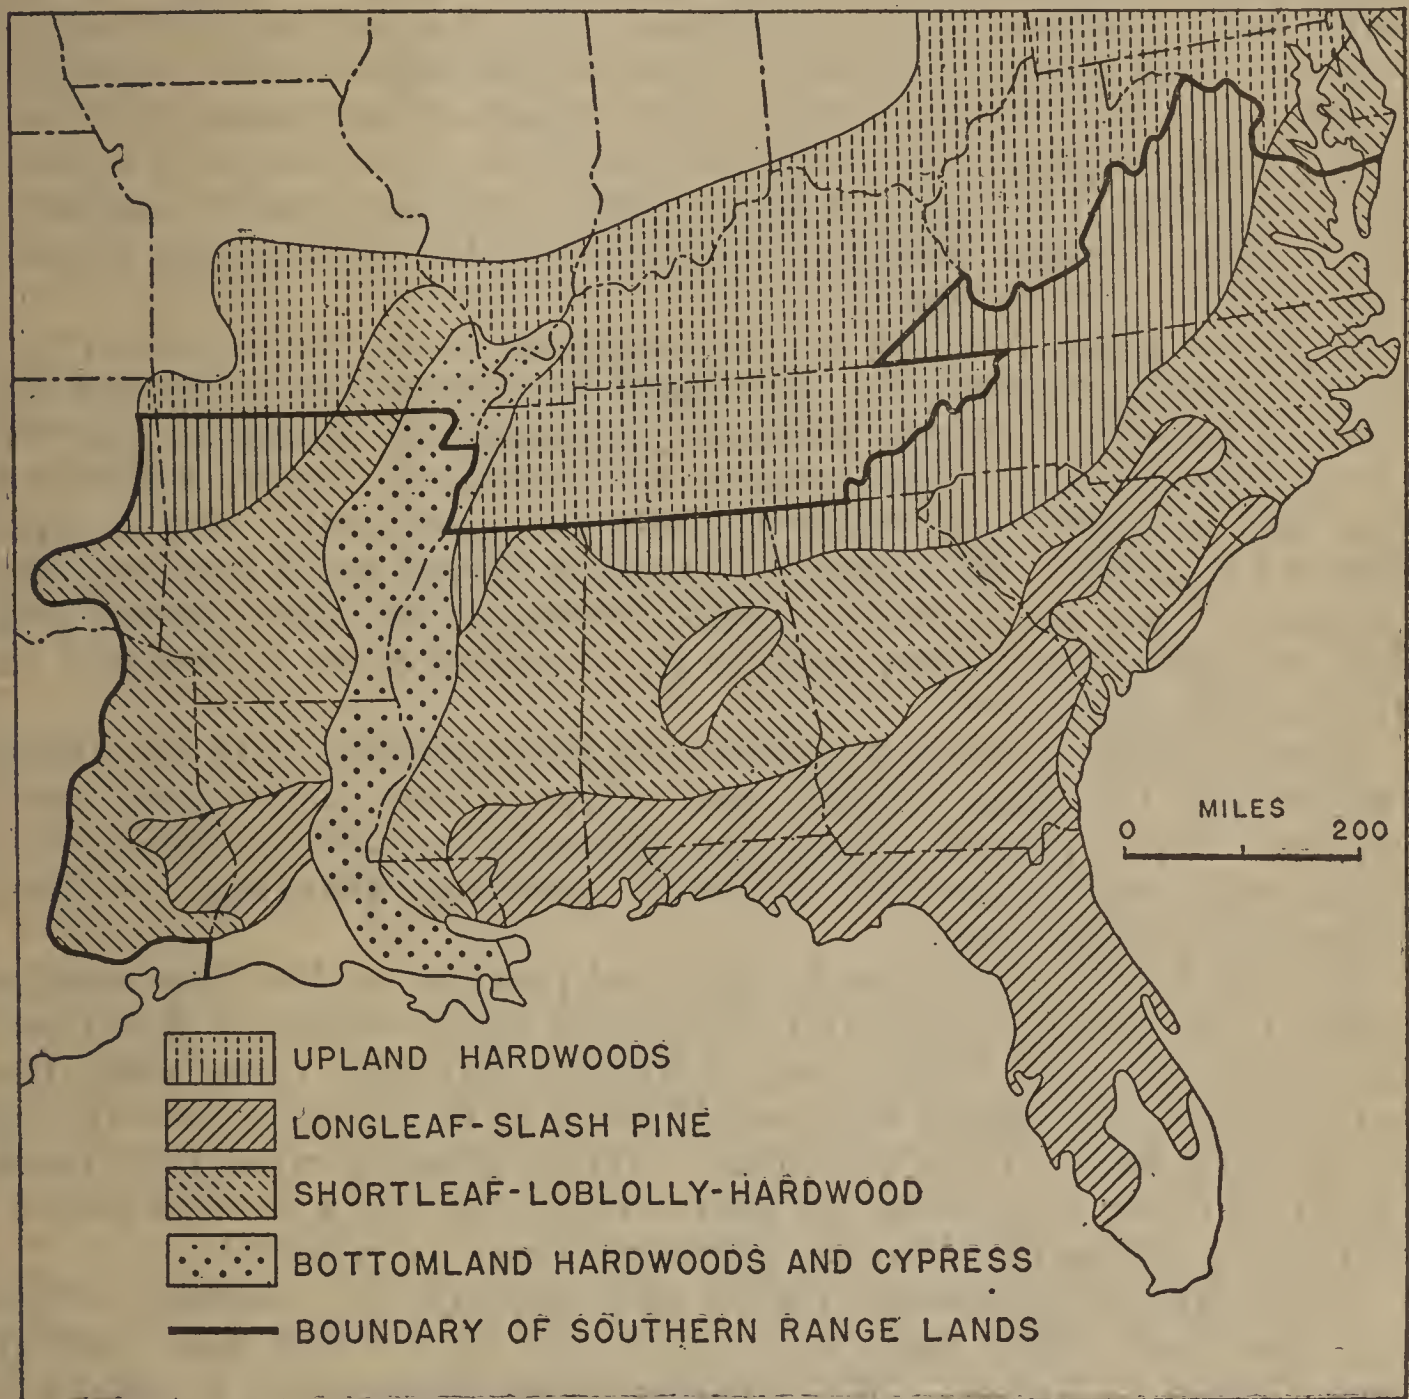 MILES
0 200
UPLAND HARDWOODS
LONGLEAF-SLASH PINE
SHORTLEAF-LOBLOLLY-HARDWOOD
BOTTOMLAND HARDWOODS AND CYPRESS
BOUNDARY OF SOUTHERN RANGE LANDS